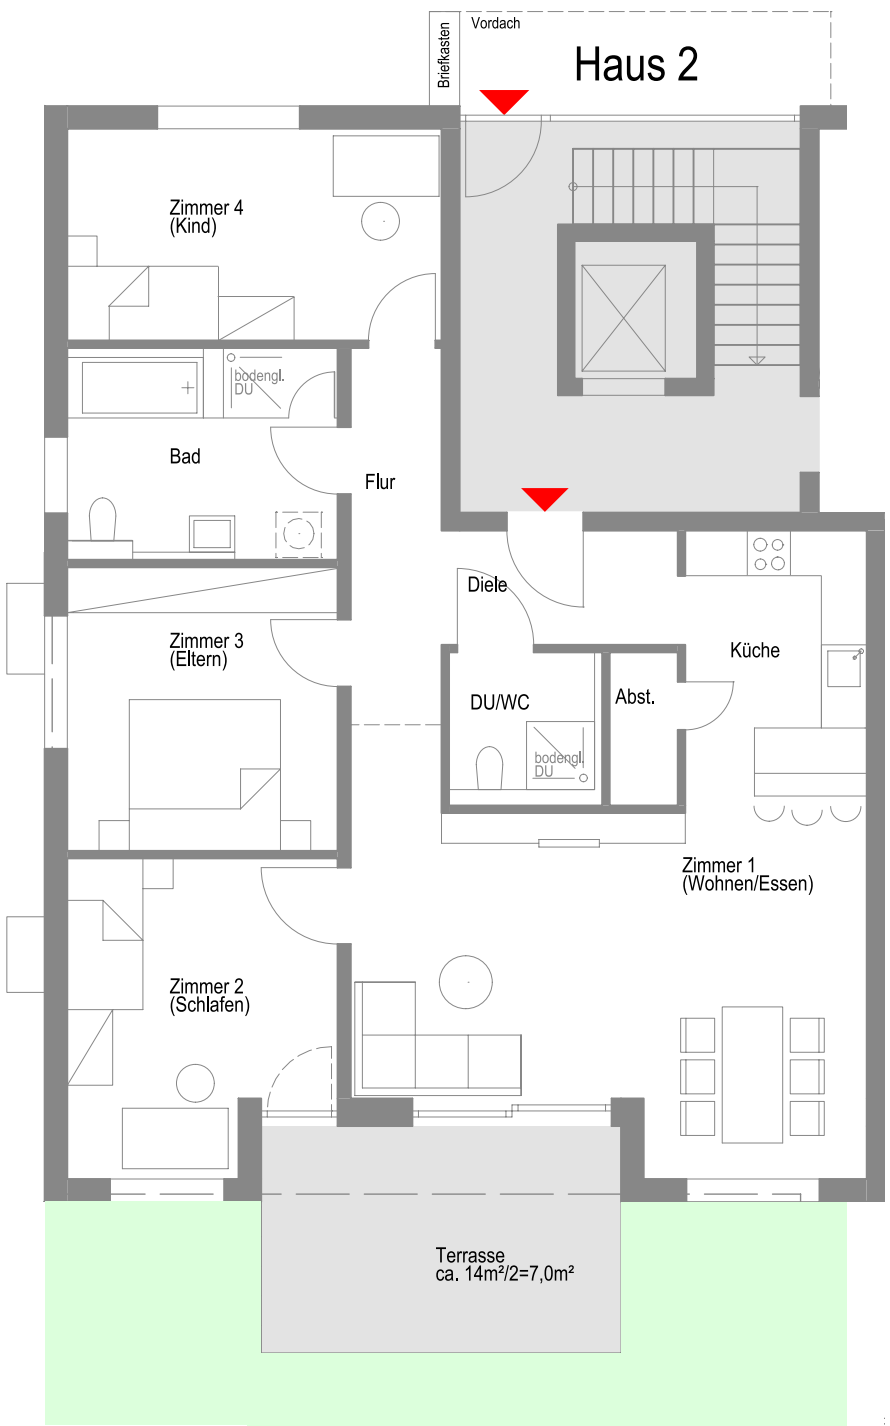 Vordach
Briefkasten
Haus 2
Zimmer 4
(Kind)
bodengl.
DU
Bad
Flur
Diele
Zimmer 3
(Eltern)
Küche
DU/WC
Abst.
bodengl.
DU
Zimmer 1
(Wohnen/Essen)
Zimmer 2
(Schlafen)
Terrasse
ca. 14m²/2=7,0m²